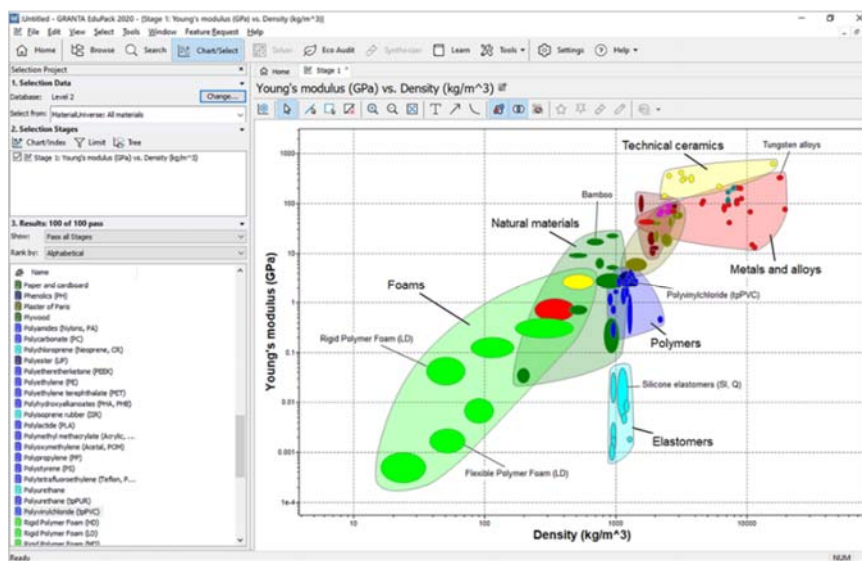 Untitled - GRANTA EduPack 2020 - [Stage 1: Young's modulus (GPa) vs. Density (kg/m^3)]
File Edit View Select Tools Window Feature Request Help
Home Browse Search Chart/Select Solver Eco Audit Synthesizer Learn Tools Settings Help
Selection Project
Home Stage 1
1. Selection Data
Database: Level 2 Change...
Select from: MaterialUniverse: All materials
2. Selection Stages
Chart/Index Limit Tree
Stage 1: Young's modulus (GPa) vs. Density (kg/m^3)
3. Results: 100 of 100 pass
Show: Pass all Stages
Rank by: Alphabetical
Name
Paper and cardboard
Phenolics (PH)
Plaster of Paris
Plywood
Polyamides (Nylons, PA)
Polycarbonate (PC)
Polychloroprene (Neoprene, CR)
Polyester (UP)
Polyetheretherketone (PEEK)
Polyethylene (PE)
Polyethylene terephthalate (PET)
Polyhydroxyalkanoates (PHA, PHB)
Polyisoprene rubber (IIR)
Polylactide (PLA)
Polymethyl methacrylate (Acrylic, ...
Polyoxymethylene (Acetal, POM)
Polypropylene (PP)
Polystyrene (PS)
Polytetrafluoroethylene (Teflon, P...
Polyurethane
Polyurethane (tpPUR)
Polyvinylchloride (tpPVC)
Rigid Polymer Foam (HD)
Rigid Polymer Foam (LD)
Rigid Polymer Foam (MD)
Young's modulus (GPa) vs. Density (kg/m^3)
Technical ceramics
Tungsten alloys
1000
Bamboo
Natural materials
100
10
Metals and alloys
Foams
Polyvinylchloride (tpPVC)
1
Polymers
Rigid Polymer Foam (LD)
0.1
Silicone elastomers (SI, Q)
0.01
Elastomers
0.001
Flexible Polymer Foam (LD)
1e-4
Young's modulus (GPa)
10 100 1000 10000
Density (kg/m^3)
Ready
NUM